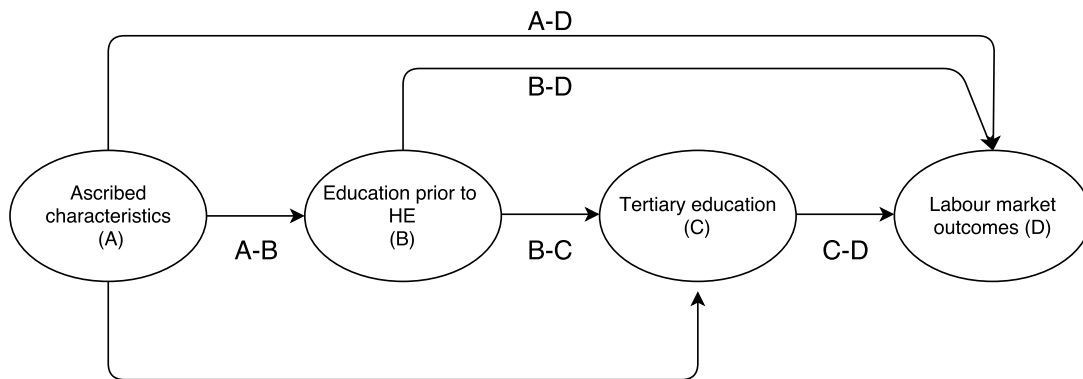 A-D
B-D
Ascribed
characteristics
(A)
A-B
Education prior to
HE
(B)
B-C
Tertiary education
(C)
C-D
Labour market
outcomes (D)